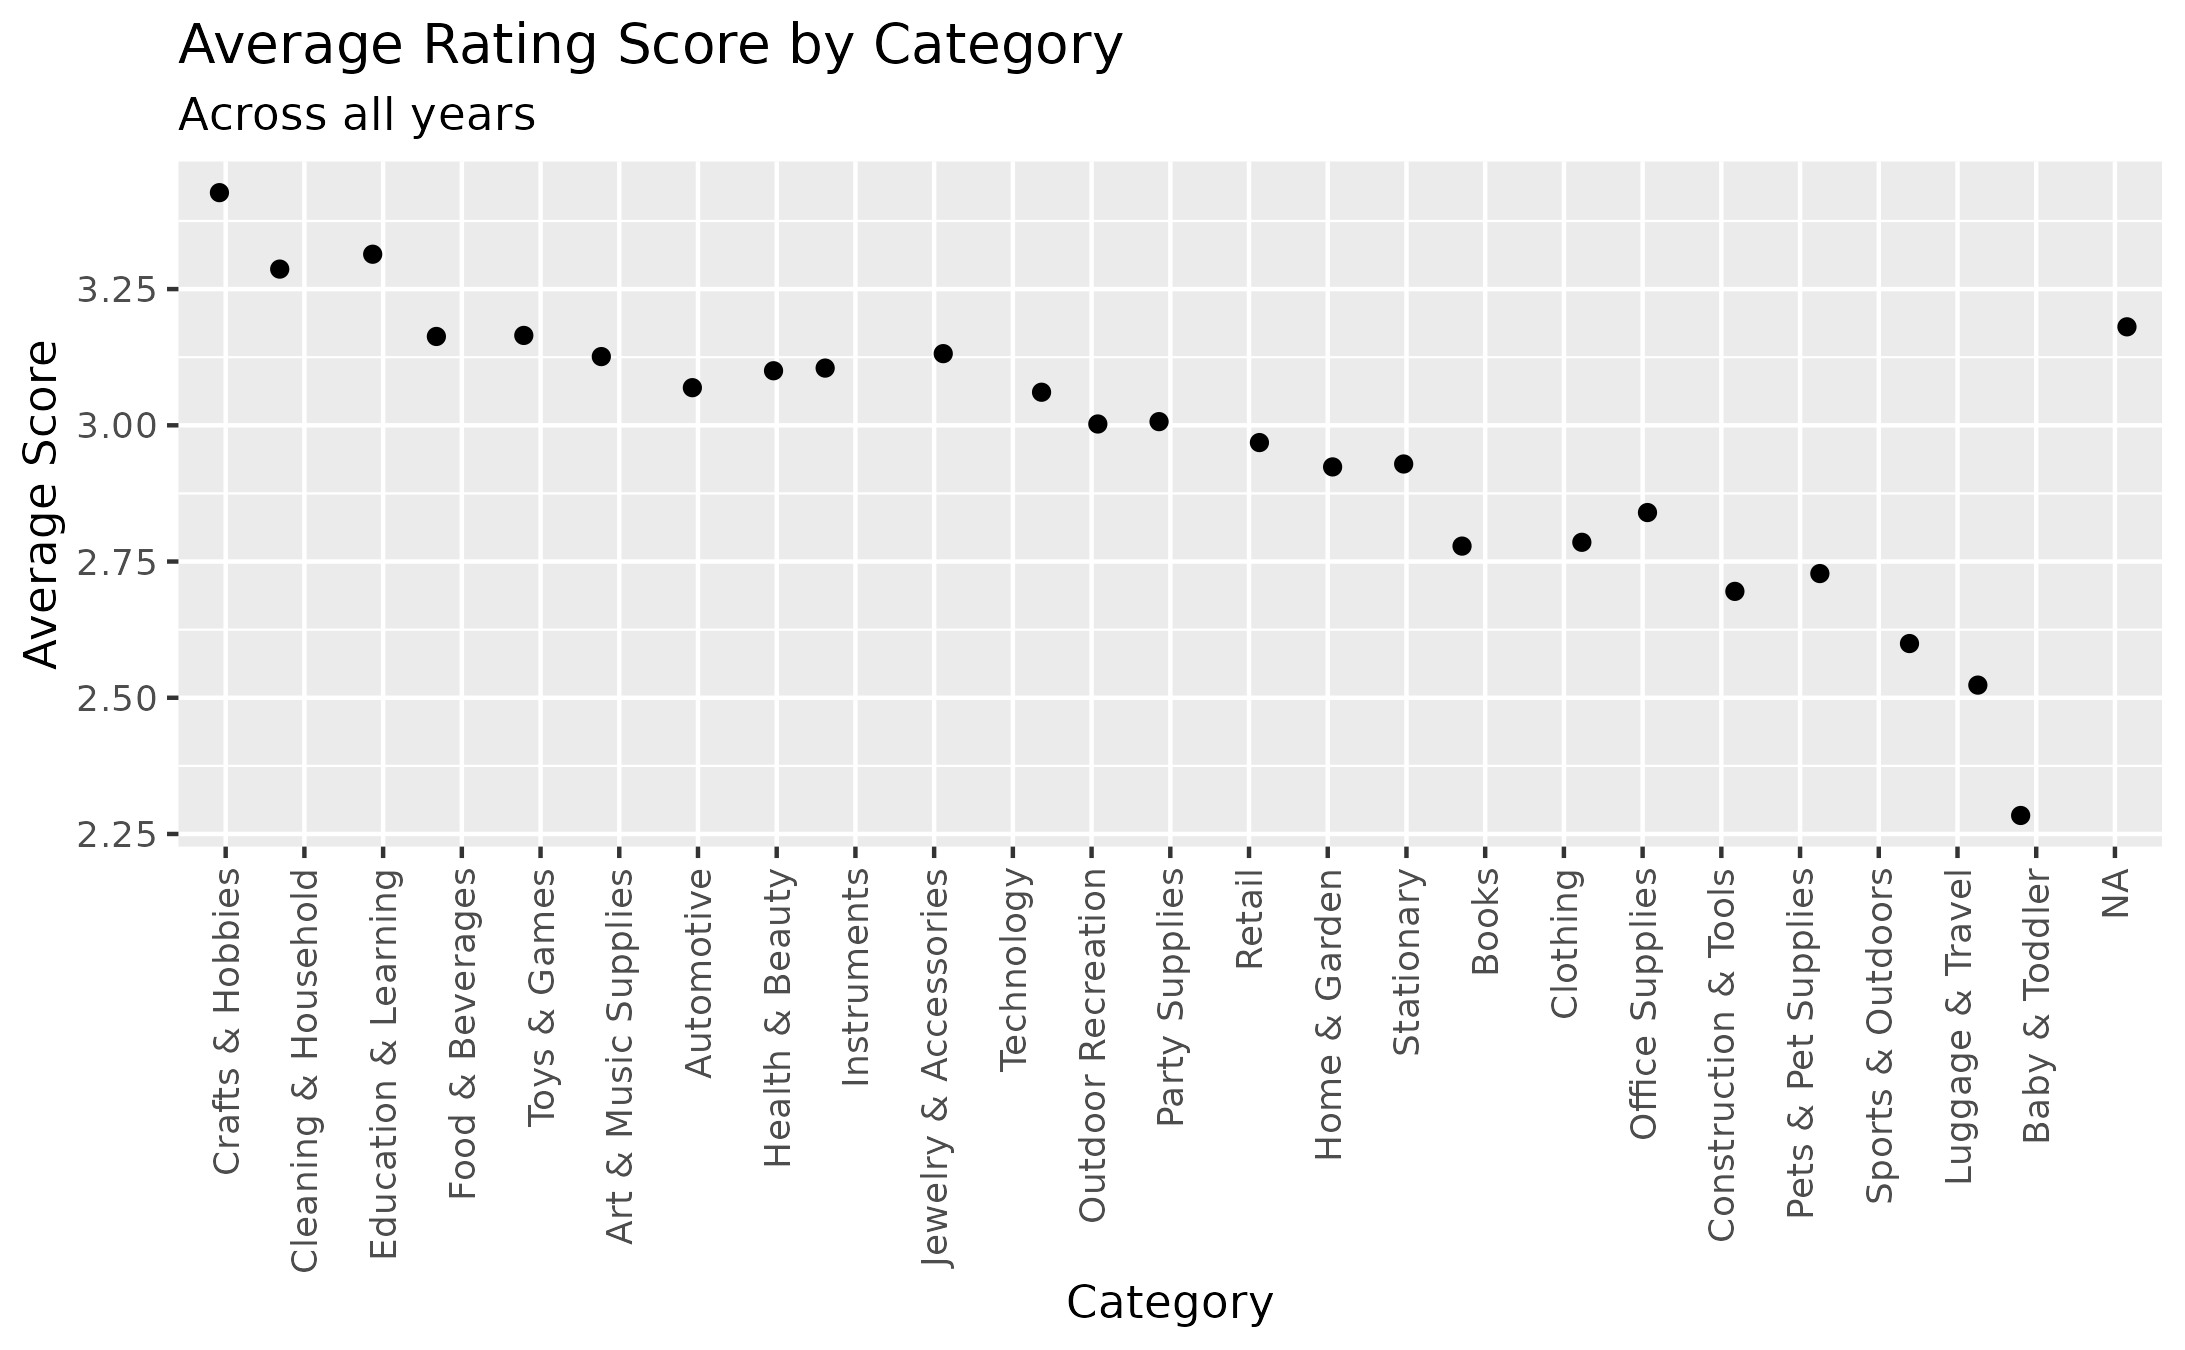 Average Rating Score by Category
Across all years
Average Score
3.25
3.00
2.75
2.50
2.25
Crafts & Hobbies
Cleaning & Household
Education & Learning
Food & Beverages
Toys & Games
Art & Music Supplies
Automotive
Health & Beauty
Instruments
Jewelry & Accessories
Technology
Outdoor Recreation
Party Supplies
Retail
Home & Garden
Stationary
Books
Clothing
Office Supplies
Construction & Tools
Pets & Pet Supplies
Sports & Outdoors
Luggage & Travel
Baby & Toddler
NA
Category